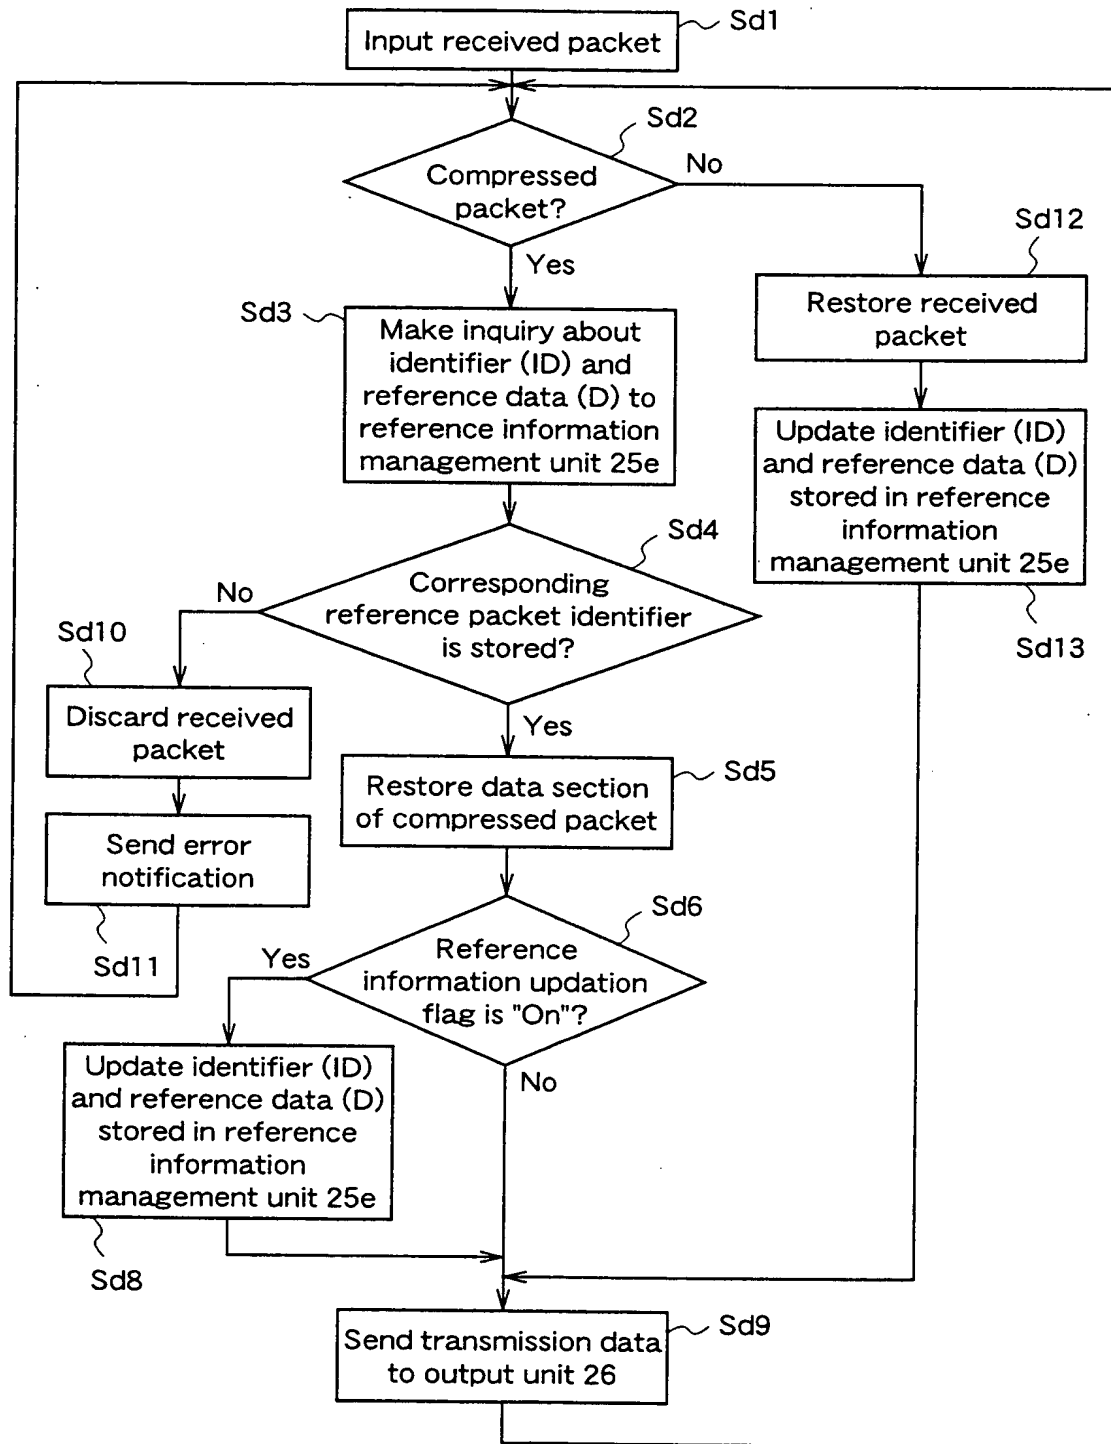 Input received packet
Sd1
Compressed
packet?
Sd2
No
Yes
Sd12
Restore received
packet
Sd3
Make inquiry about
identifier (ID) and
reference data (D) to
reference information
management unit 25e
Update identifier (ID)
and reference data (D)
stored in reference
information
management unit 25e
Sd13
Sd4
Corresponding
reference packet identifier
is stored?
No
Yes
Sd10
Discard received
packet
Send error
notification
Sd11
Restore data section
of compressed packet
Sd5
Sd6
Reference
information updation
flag is "On"?
Yes
No
Update identifier (ID)
and reference data (D)
stored in reference
information
management unit 25e
Sd8
Send transmission data
to output unit 26
Sd9